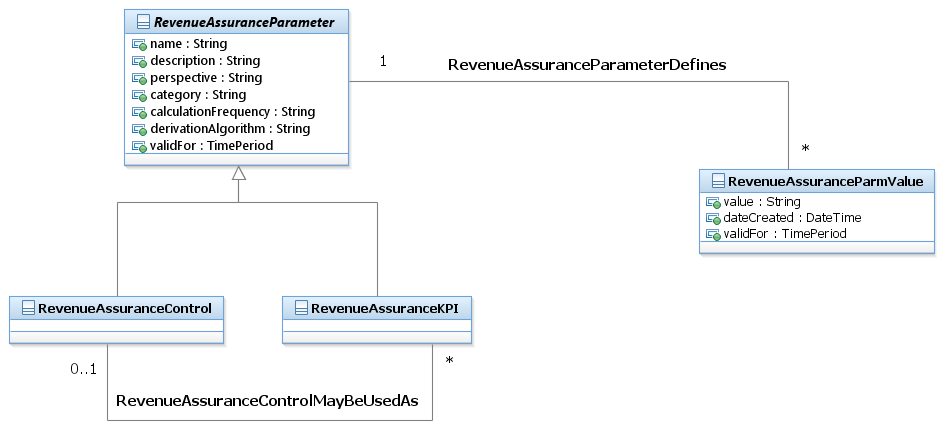 RevenueAssuranceParameter
name : String
description : String
perspective : String
category : String
calculationFrequency : String
derivationAlgorithm : String
validFor : TimePeriod
1
RevenueAssuranceParameterDefines
*
RevenueAssuranceParmValue
value : String
dateCreated : DateTime
validFor : TimePeriod
RevenueAssuranceControl
RevenueAssuranceKPI
0..1
*
RevenueAssuranceControlMayBeUsedAs